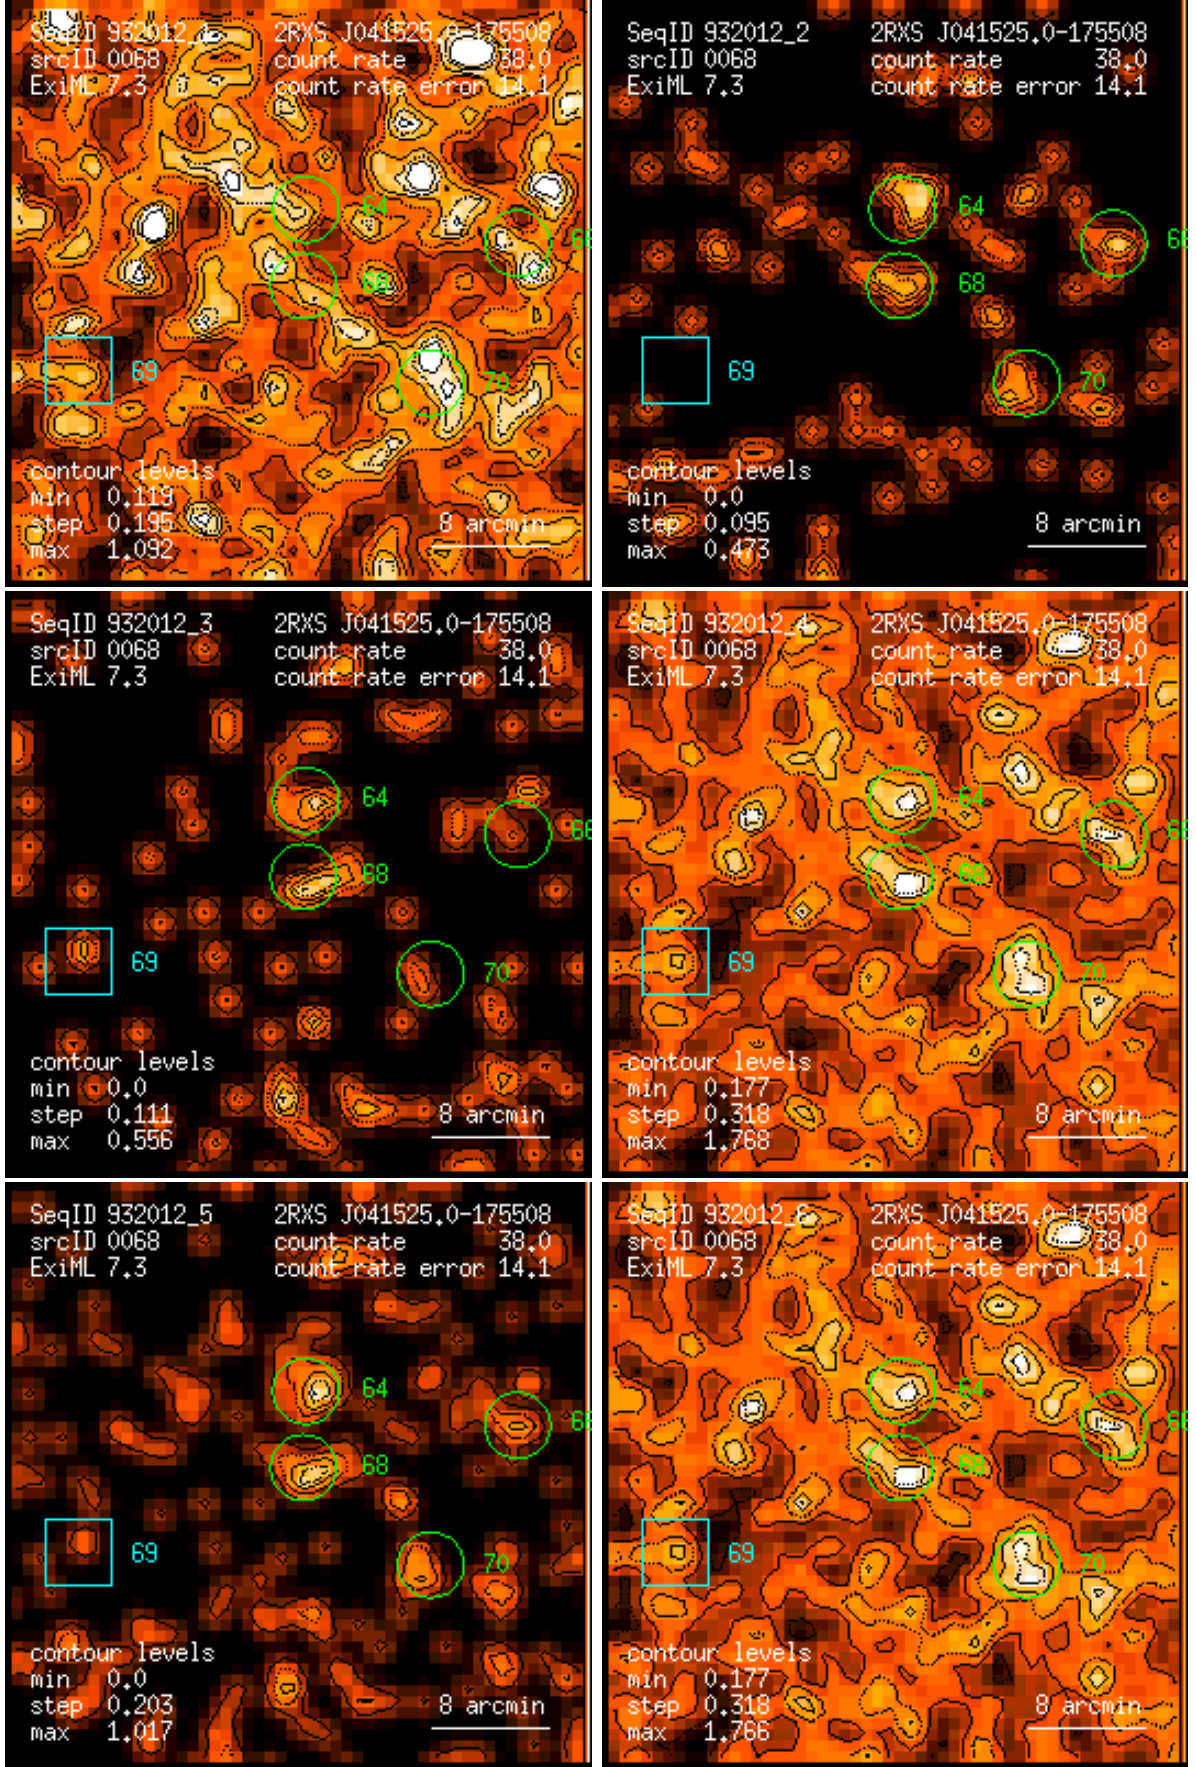 SeqID 932012_1 2RXS J041525.0-175508
srcID 0068 count rate 38.0
ExiML 7.3 count rate error 14.1
64
66
68
69
70
contour levels
min 0.119
step 0.195 8 arcmin
max 1.092
SeqID 932012_2 2RXS J041525.0-175508
srcID 0068 count rate 38.0
ExiML 7.3 count rate error 14.1
64
66
68
69
70
contour levels
min 0.0
step 0.095 8 arcmin
max 0.473
SeqID 932012_3 2RXS J041525.0-175508
srcID 0068 count rate 38.0
ExiML 7.3 count rate error 14.1
64
66
68
69
70
contour levels
min 0.0
step 0.111 8 arcmin
max 0.556
SeqID 932012_4 2RXS J041525.0-175508
srcID 0068 count rate 38.0
ExiML 7.3 count rate error 14.1
64
66
68
69
70
contour levels
min 0.177
step 0.318 8 arcmin
max 1.768
SeqID 932012_5 2RXS J041525.0-175508
srcID 0068 count rate 38.0
ExiML 7.3 count rate error 14.1
64
66
68
69
70
contour levels
min 0.0
step 0.203 8 arcmin
max 1.017
SeqID 932012_6 2RXS J041525.0-175508
srcID 0068 count rate 38.0
ExiML 7.3 count rate error 14.1
64
66
68
69
70
contour levels
min 0.177
step 0.318 8 arcmin
max 1.766